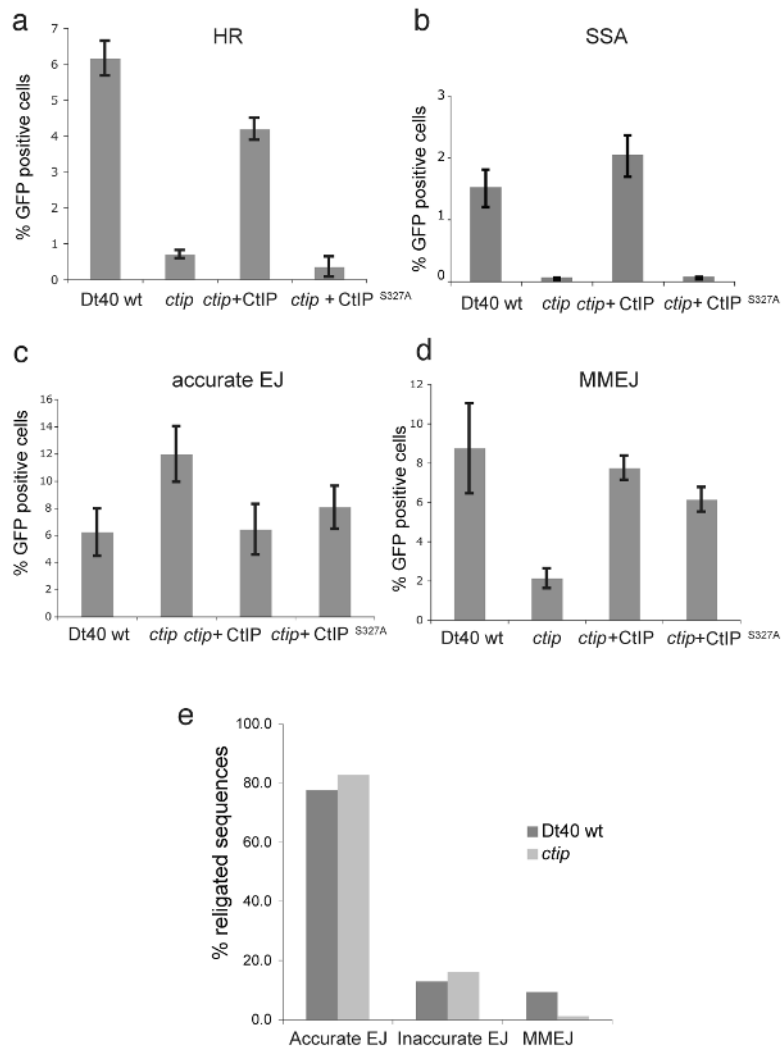 a
HR
% GFP positive cells
7
6
5
4
3
2
1
0
Dt40 wt ctip ctip+CtIP ctip + CtIP S327A
b
SSA
% GFP positive cells
3
2
1
0
Dt40 wt ctip ctip+ CtIP ctip+ CtIP S327A
c
accurate EJ
% GFP positive cells
16
14
12
10
8
6
4
2
0
Dt40 wt ctip ctip+ CtIP ctip+ CtIP S327A
d
MMEJ
% GFP positive cells
12
10
8
6
4
2
0
Dt40 wt ctip ctip+CtIP ctip+CtIP S327A
e
% religated sequences
100.0
80.0
60.0
40.0
20.0
0.0
Dt40 wt
ctip
Accurate EJ Inaccurate EJ MMEJ